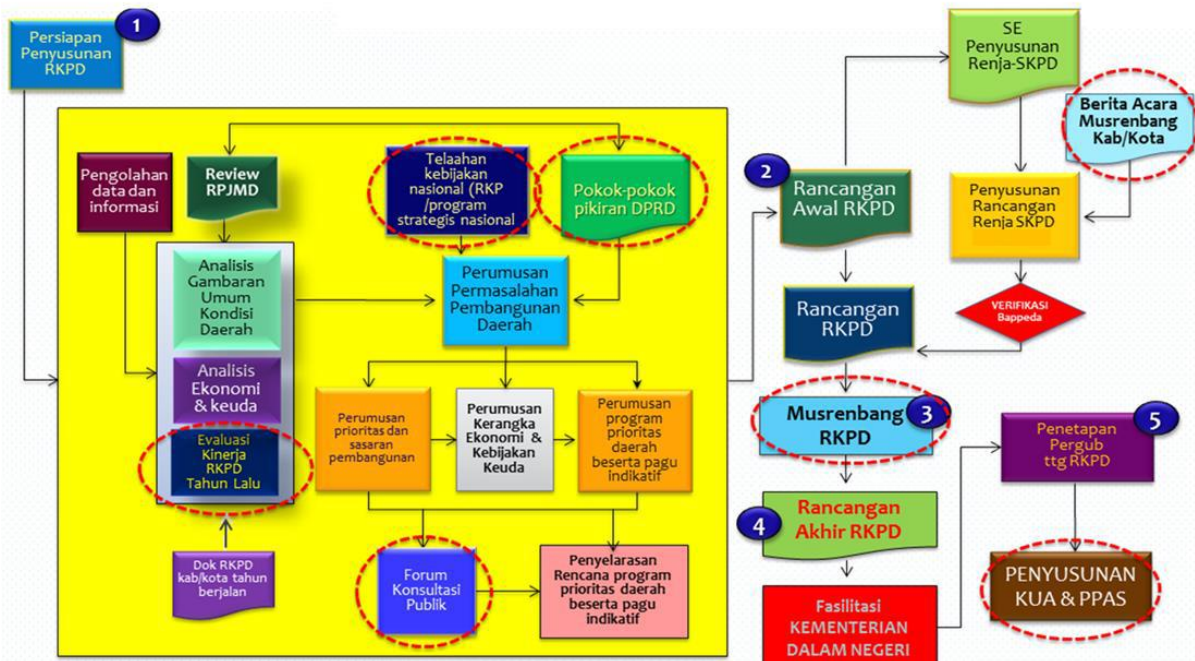 1
Persiapan
Penyusunan
RKPD
Pengolahan
data dan
informasi
Review
RPJMD
Telaahan
kebijakan
nasional (RKP
/program
strategis nasional
Pokok-pokok
pikiran DPRD
Analisis
Gambaran
Umum
Kondisi
Daerah
Analisis
Ekonomi
& keuda
Evaluasi
Kinerja
RKPD
Tahun Lalu
Dok RKPD
kab/kota tahun
berjalan
Perumusan
Permasalahan
Pembangunan
Daerah
Perumusan
prioritas dan
sasaran
pembangunan
Perumusan
Kerangka
Ekonomi &
Kebijakan
Keuda
Perumusan
program
prioritas
daerah
beserta pagu
indikatif
Forum
Konsultasi
Publik
Penyelarasan
Rencana program
prioritas daerah
beserta pagu
indikatif
2
Rancangan
Awal RKPD
SE
Penyusunan
Renja-SKPD
Berita Acara
Musrenbang
Kab/Kota
Penyusunan
Rancangan
Renja SKPD
VERIFIKASI
Bappeda
Rancangan
RKPD
Musrenbang
RKPD
3
4
Rancangan
Akhir RKPD
Fasilitasi
KEMENTERIAN
DALAM NEGERI
5
Penetapan
Pergub
ttg RKPD
PENYUSUNAN
KUA & PPAS